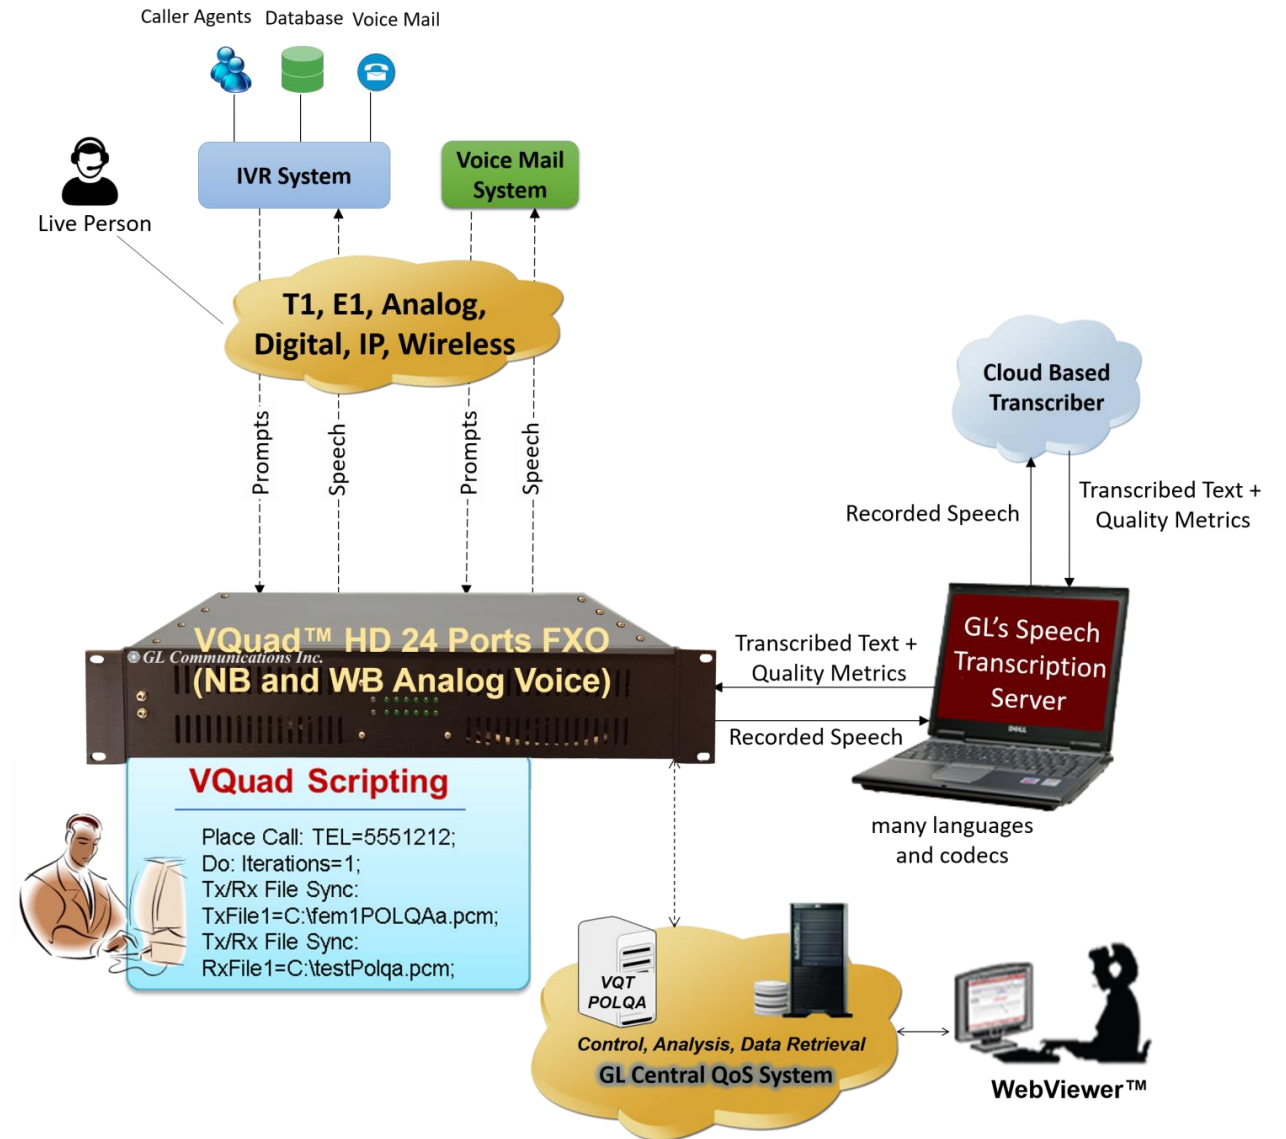 Caller Agents
Database
Voice Mail
IVR System
Voice Mail
System
Live Person
T1, E1, Analog,
Digital, IP, Wireless
Prompts
Speech
Prompts
Speech
Cloud Based
Transcriber
Recorded Speech
Transcribed Text +
Quality Metrics
VQuad™ HD 24 Ports FXO
GL Communications Inc.
(NB and WB Analog Voice)
Transcribed Text +
Quality Metrics
Recorded Speech
GL's Speech
Transcription
Server
DELL
many languages
and codecs
VQuad Scripting
Place Call: TEL=5551212;
Do: Iterations=1;
Tx/Rx File Sync:
TxFile1=C:\fem1POLQAa.pcm;
Tx/Rx File Sync:
RxFile1=C:\testPolqa.pcm;
VQT
POLQA
Control, Analysis, Data Retrieval
GL Central QoS System
WebViewer™